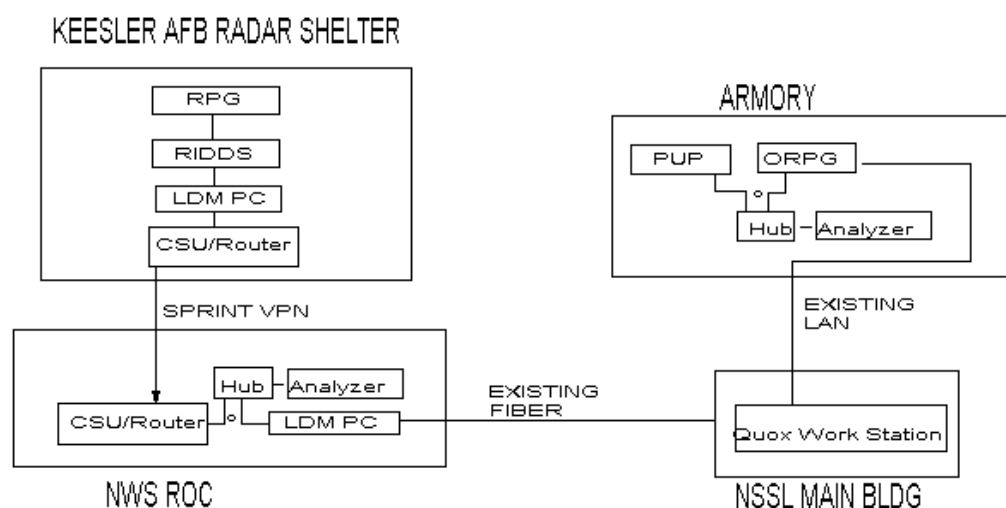 KEESLER AFB RADAR SHELTER
RPG
RIDDS
LDM PC
CSU/Router
SPRINT VPN
ARMORY
PUP
ORPG
Hub
Analyzer
EXISTING
LAN
Hub
Analyzer
CSU/Router
LDM PC
EXISTING
FIBER
Quox Work Station
NWS ROC
NSSL MAIN BLDG